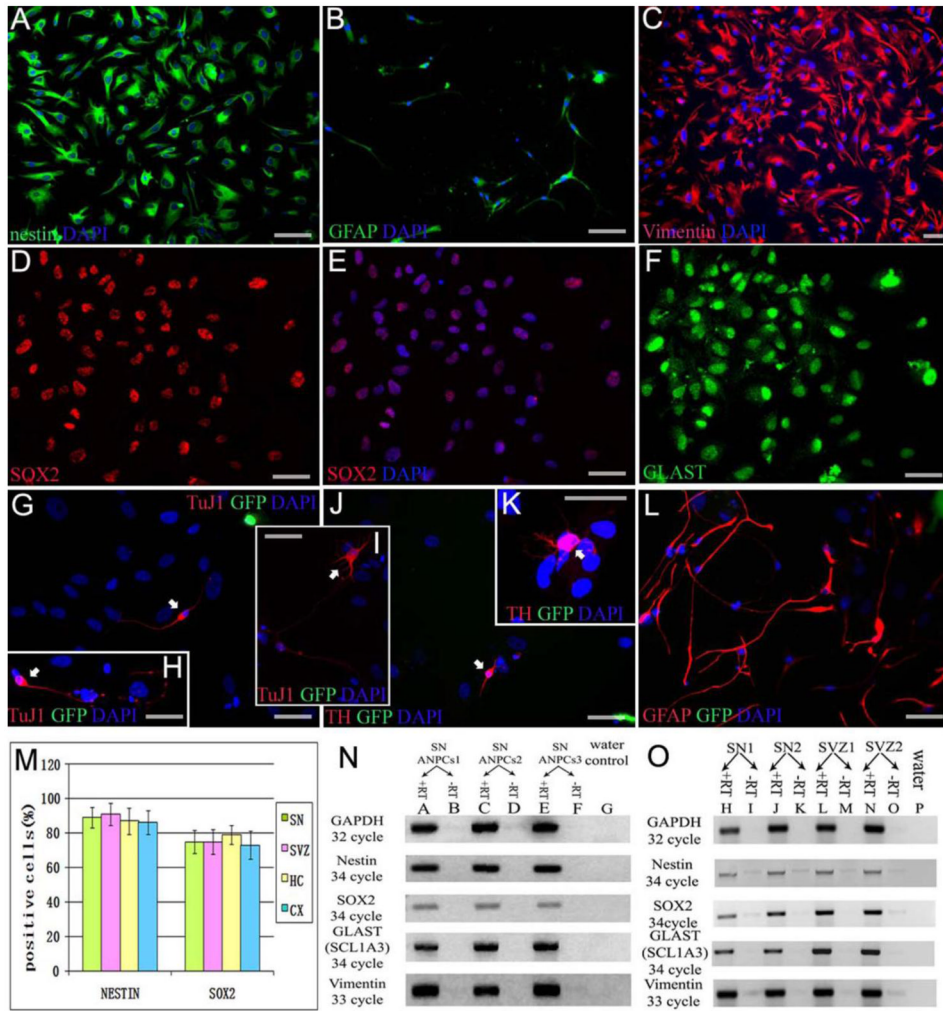 A
nestin DAPI
B
GFAP DAPI
C
Vimentin DAPI
D
SOX2
E
SOX2 DAPI
F
GLAST
G
TuJ1 GFP DAPI
H
TuJ1 GFP DAPI
I
TuJ1 GFP DAPI
J
TH GFP DAPI
K
TH GFP DAPI
L
GFAP GFP DAPI
M
positive cells(%)
120
100
80
60
40
20
0
NESTIN SOX2
SN
SVZ
HC
CX
N
SN ANPCs1
SN ANPCs2
SN ANPCs3
water control
+RT -RT +RT -RT +RT -RT
A B C D E F G
GAPDH
32 cycle
Nestin
34 cycle
SOX2
34 cycle
GLAST
(SCL1A3)
34 cycle
Vimentin
33 cycle
O
SN1 SN2 SVZ1 SVZ2
+RT -RT +RT -RT +RT -RT +RT -RT water
H I J K L M N O P
GAPDH
32 cycle
Nestin
34 cycle
SOX2
34cycle
GLAST
(SCL1A3)
34 cycle
Vimentin
33 cycle